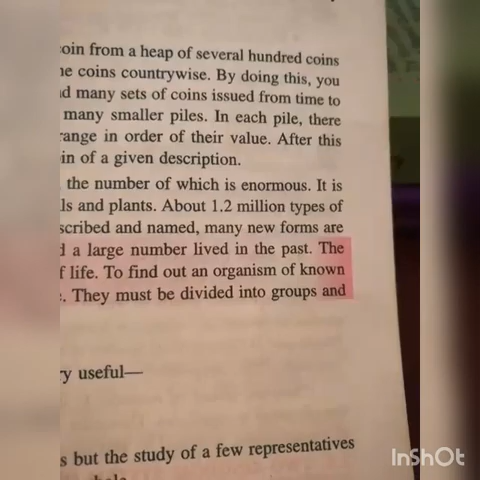 coin from a heap of several hundred coins
coins countrywise. By doing this, you
many sets of coins issued from time to
many smaller piles. In each pile, there
range in order of their value. After this
of a given description.
the number of which is enormous. It is
and plants. About 1.2 million types of
scribed and named, many new forms are
a large number lived in the past. The
f life. To find out an organism of known
. They must be divided into groups and
ry useful—
s but the study of a few representatives
InShOt